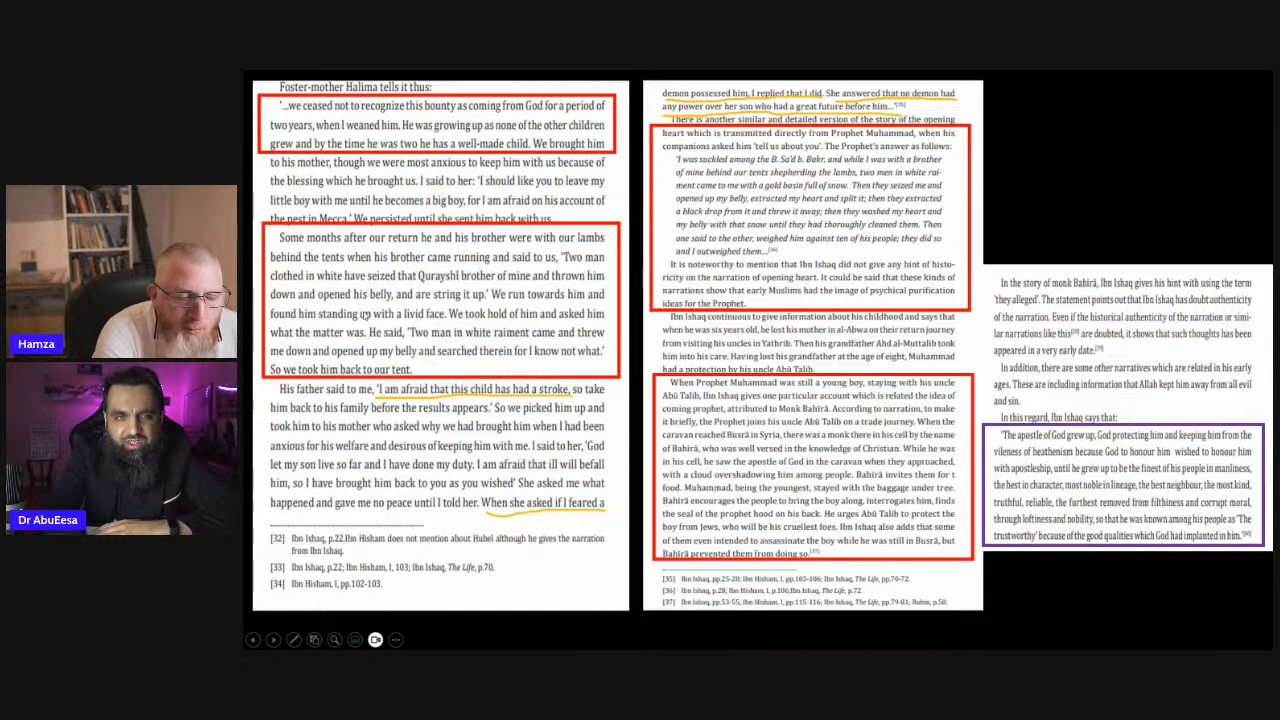 Foster-mother Halima tells it thus:
'...we ceased not to recognize this bounty as coming from God for a period of
two years, when I weaned him. He was growing up as none of the other children
grew and by the time he was two he has a well-made child. We brought him
to his mother, though we were most anxious to keep him with us because of
the blessing which he brought us. I said to her: 'I should like you to leave my
little boy with me until he becomes a big boy, for I am afraid on his account of
the pest in Mecca.' We persisted until she sent him back with us.
Some months after our return he and his brother were with our lambs
behind the tents when his brother came running and said to us, 'Two man
clothed in white have seized that Qurayshî brother of mine and thrown him
down and opened his belly, and are string it up.' We run towards him and
found him standing up with a livid face. We took hold of him and asked him
what the matter was. He said, 'Two man in white raiment came and threw
me down and opened up my belly and searched therein for I know not what.'
So we took him back to our tent.
His father said to me, 'I am afraid that this child has had a stroke, so take
him back to his family before the results appears.' So we picked him up and
took him to his mother who asked why we had brought him when I had been
anxious for his welfare and desirous of keeping him with me. I said to her, 'God
let my son live so far and I have done my duty. I am afraid that ill will befall
him, so I have brought him back to you as you wished' She asked me what
happened and gave me no peace until I told her. When she asked if I feared a
[32] Ibn Ishaq, p.22.Ibn Hisham does not mention about Hubel although he gives the narration
from Ibn Ishaq.
[33] Ibn Ishaq, p.22; Ibn Hisham, I, 103; Ibn Ishaq, The Life, p.70.
[34] Ibn Hisham, I, pp.102-103.
demon possessed him, I replied that I did. She answered that no demon had
any power over her son who had a great future before him...'[35]
There is another similar and detailed version of the story of the opening
heart which is transmitted directly from Prophet Muhammad, when his
companions asked him 'tell us about you'. The Prophet's answer as follows:
'I was suckled among the B. Sa'd b. Bakr, and while I was with a brother
of mine behind our tents shepherding the lambs, two men in white rai-
ment came to me with a gold basin full of snow. Then they seized me and
opened up my belly, extracted my heart and split it; then they extracted
a black drop from it and threw it away; then they washed my heart and
my belly with that snow until they had thoroughly cleaned them. Then
one said to the other, weighed him against ten of his people; they did so
and I outweighed them...[36]
It is noteworthy to mention that Ibn Ishaq did not give any hint of histo-
ricity on the narration of opening heart. It could be said that these kinds of
narrations show that early Muslims had the image of psychical purification
ideas for the Prophet.
Ibn Ishaq continuous to give information about his childhood and says that
when he was six years old, he lost his mother in al-Abwa on their return journey
from visiting his uncles in Yathrib. Then his grandfather Abd al-Muttalib took
him into his care. Having lost his grandfather at the age of eight, Muhammad
had a protection by his uncle Abû Talib.
When Prophet Muhammad was still a young boy, staying with his uncle
Abû Talib, Ibn Ishaq gives one particular account which is related the idea of
coming prophet, attributed to Monk Bahirâ. According to narration, to make
it briefly, the Prophet joins his uncle Abû Talib on a trade journey. When the
caravan reached Busrâ in Syria, there was a monk there in his cell by the name
of Bahirâ, who was well versed in the knowledge of Christian. While he was
in his cell, he saw the apostle of God in the caravan when they approached,
with a cloud overshadowing him among people. Bahirâ invites them for t
food. Muhammad, being the youngest, stayed with the baggage under tree.
Bahirâ encourages the people to bring the boy along, interrogates him, finds
the seal of the prophet hood on his back. He urges Abû Talib to protect the
boy from Jews, who will be his cruellest foes. Ibn Ishaq also adds that some
of them even intended to assassinate the boy while he was still in Busrâ, but
Bahirâ prevented them from doing so.[37]
[35] Ibn Ishaq, pp.25-28; Ibn Hisham, I, pp.103-106; Ibn Ishaq, The Life, pp.70-72.
[36] Ibn Ishaq, p.28; Ibn Hisham, I, p.106;Ibn Ishaq, The Life, p.72.
[37] Ibn Ishaq, pp.53-55; Ibn Hisham, I, pp.115-116; Ibn Ishaq, The Life, pp.79-81; Rubin, p.50.
In the story of monk Bahirâ, Ibn Ishaq gives his hint with using the term
'they alleged'. The statement points out that Ibn Ishaq has doubt authenticity
of the narration. Even if the historical authenticity of the narration or simi-
lar narrations like this[38] are doubted, it shows that such thoughts has been
appeared in a very early date.[39]
In addition, there are some other narratives which are related in his early
ages. These are including information that Allah kept him away from all evil
and sin.
In this regard, Ibn Ishaq says that:
'The apostle of God grew up, God protecting him and keeping him from the
vileness of heathenism because God to honour him wished to honour him
with apostleship, until he grew up to be the finest of his people in manliness,
the best in character, most noble in lineage, the best neighbour, the most kind,
truthful, reliable, the furthest removed from filthiness and corrupt moral,
through loftiness and nobility, so that he was known among his people as 'The
trustworthy' because of the good qualities which God had implanted in him.'[40]
Hamza
Dr AbuEesa